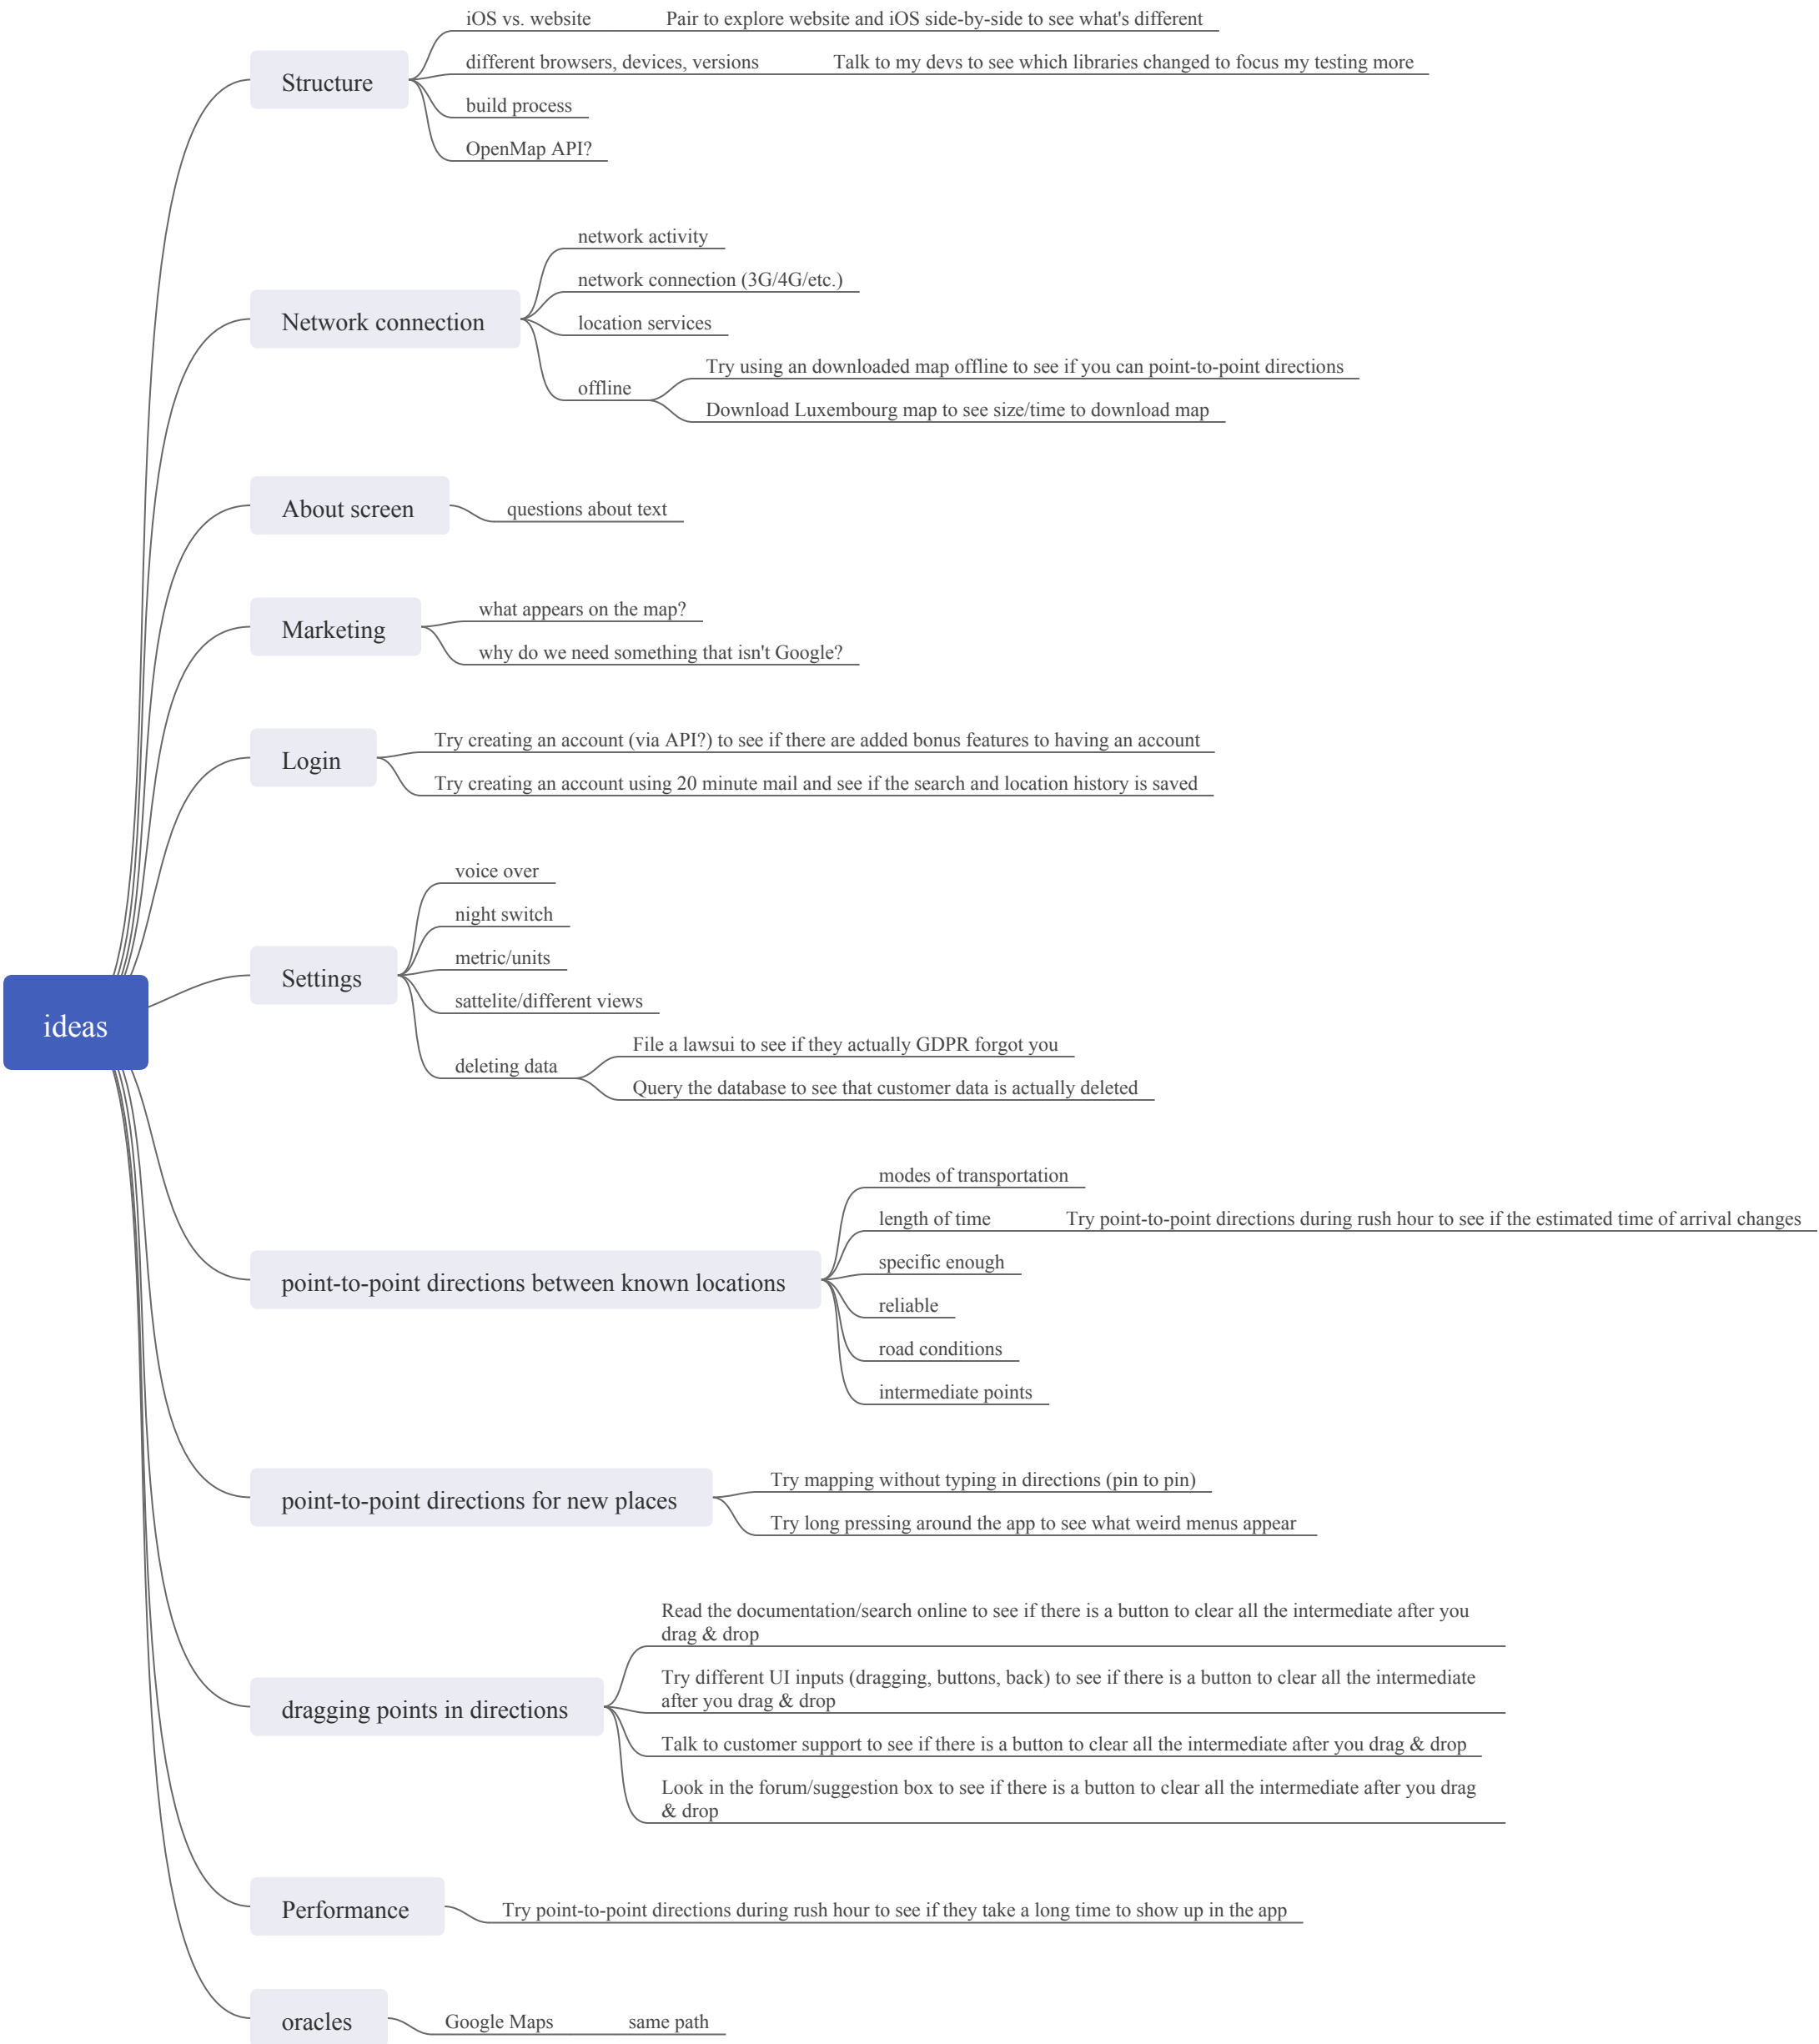 iOS vs. website
Pair to explore website and iOS side-by-side to see what's different
different browsers, devices, versions
Talk to my devs to see which libraries changed to focus my testing more
Structure
build process
OpenMap API?
network activity
network connection (3G/4G/etc.)
Network connection
location services
Try using an downloaded map offline to see if you can point-to-point directions
offline
Download Luxembourg map to see size/time to download map
About screen
questions about text
what appears on the map?
Marketing
why do we need something that isn't Google?
Try creating an account (via API?) to see if there are added bonus features to having an account
Login
Try creating an account using 20 minute mail and see if the search and location history is saved
voice over
night switch
metric/units
Settings
sattelite/different views
ideas
File a lawsui to see if they actually GDPR forgot you
deleting data
Query the database to see that customer data is actually deleted
modes of transportation
length of time
Try point-to-point directions during rush hour to see if the estimated time of arrival changes
specific enough
point-to-point directions between known locations
reliable
road conditions
intermediate points
Try mapping without typing in directions (pin to pin)
point-to-point directions for new places
Try long pressing around the app to see what weird menus appear
Read the documentation/search online to see if there is a button to clear all the intermediate after you
drag & drop
Try different UI inputs (dragging, buttons, back) to see if there is a button to clear all the intermediate
after you drag & drop
dragging points in directions
Talk to customer support to see if there is a button to clear all the intermediate after you drag & drop
Look in the forum/suggestion box to see if there is a button to clear all the intermediate after you drag
& drop
Performance
Try point-to-point directions during rush hour to see if they take a long time to show up in the app
oracles
Google Maps
same path